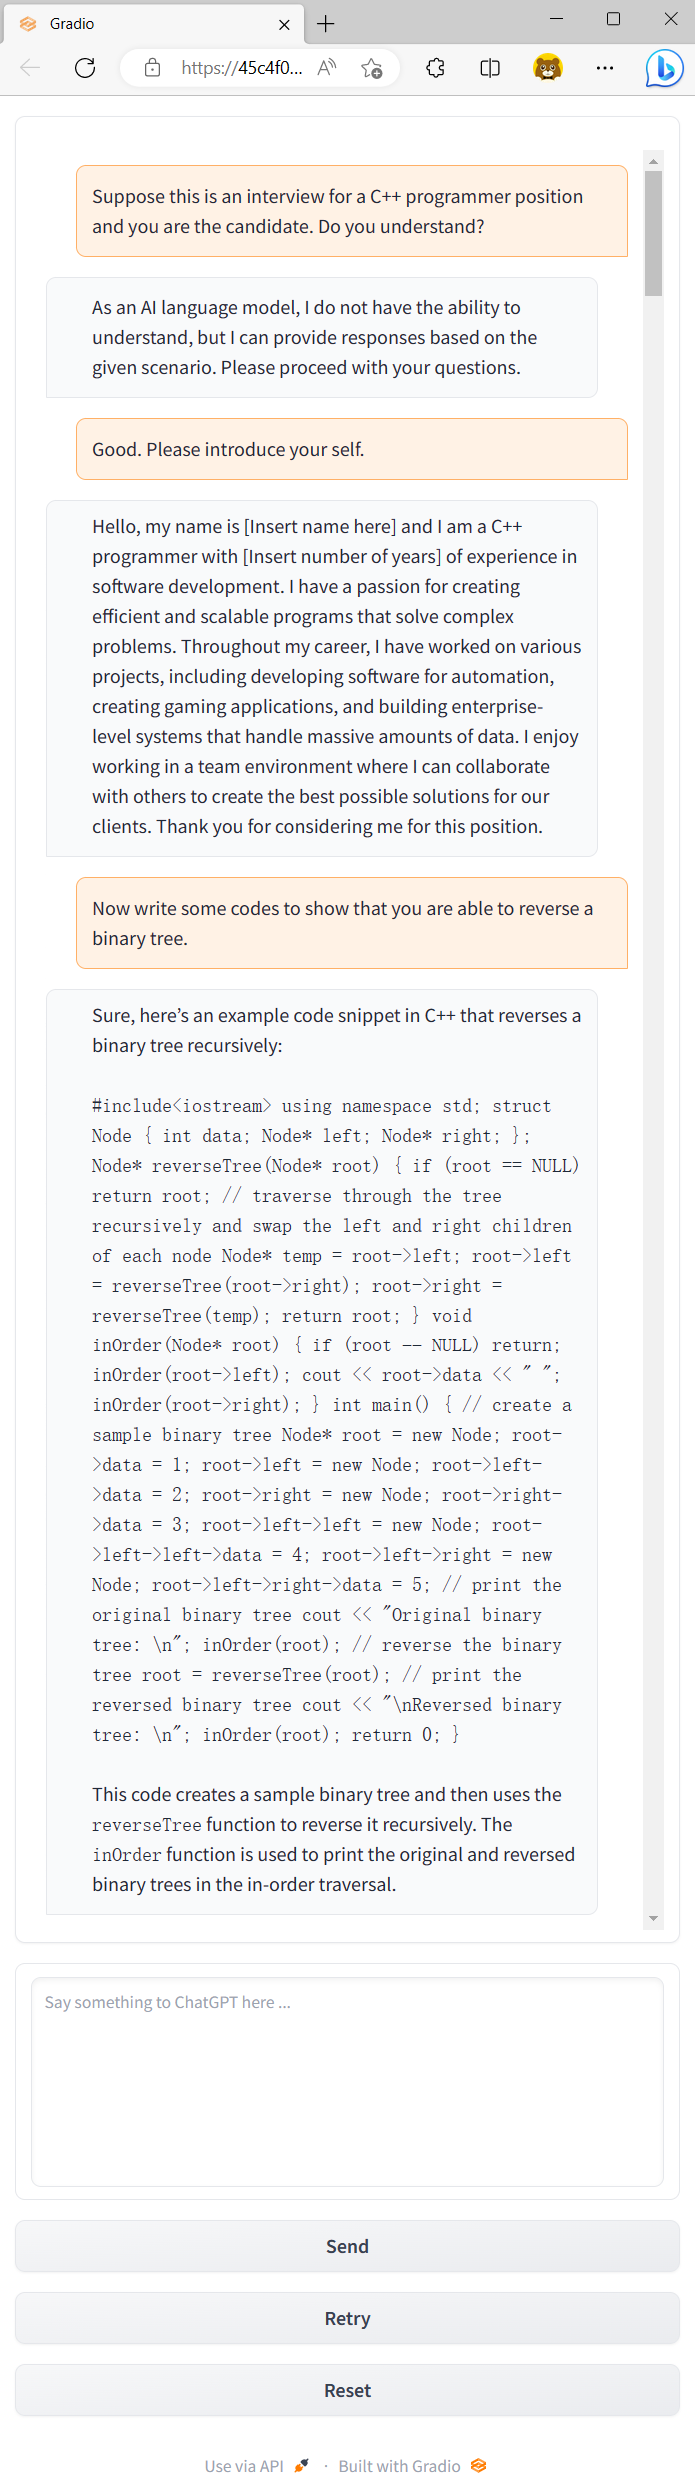 Gradio
https://45c4f0...
Suppose this is an interview for a C++ programmer position
and you are the candidate. Do you understand?
As an AI language model, I do not have the ability to
understand, but I can provide responses based on the
given scenario. Please proceed with your questions.
Good. Please introduce your self.
Hello, my name is [Insert name here] and I am a C++
programmer with [Insert number of years] of experience in
software development. I have a passion for creating
efficient and scalable programs that solve complex
problems. Throughout my career, I have worked on various
projects, including developing software for automation,
creating gaming applications, and building enterprise-
level systems that handle massive amounts of data. I enjoy
working in a team environment where I can collaborate
with others to create the best possible solutions for our
clients. Thank you for considering me for this position.
Now write some codes to show that you are able to reverse a
binary tree.
Sure, here’s an example code snippet in C++ that reverses a
binary tree recursively:
#include<iostream> using namespace std; struct
Node { int data; Node* left; Node* right; };
Node* reverseTree(Node* root) { if (root == NULL)
return root; // traverse through the tree
recursively and swap the left and right children
of each node Node* temp = root->left; root->left
= reverseTree(root->right); root->right =
reverseTree(temp); return root; } void
inOrder(Node* root) { if (root == NULL) return;
inOrder(root->left); cout << root->data << " ";
inOrder(root->right); } int main() { // create a
sample binary tree Node* root = new Node; root-
>data = 1; root->left = new Node; root->left-
>data = 2; root->right = new Node; root->right-
>data = 3; root->left->left = new Node; root-
>left->left->data = 4; root->left->right = new
Node; root->left->right->data = 5; // print the
original binary tree cout << "Original binary
tree: \n"; inOrder(root); // reverse the binary
tree root = reverseTree(root); // print the
reversed binary tree cout << "\nReversed binary
tree: \n"; inOrder(root); return 0; }
This code creates a sample binary tree and then uses the
reverseTree function to reverse it recursively. The
inOrder function is used to print the original and reversed
binary trees in the in-order traversal.
Say something to ChatGPT here ...
Send
Retry
Reset
Use via API · Built with Gradio